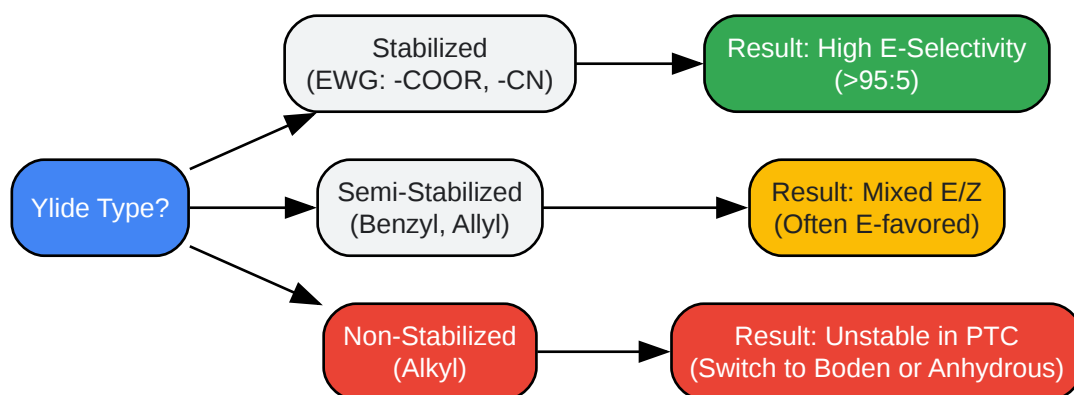 Stabilized
(EWG: -COOR, -CN)
Result: High E-Selectivity
(>95:5)
Ylide Type?
Semi-Stabilized
(Benzyl, Allyl)
Result: Mixed E/Z
(Often E-favored)
Non-Stabilized
(Alkyl)
Result: Unstable in PTC
(Switch to Boden or Anhydrous)